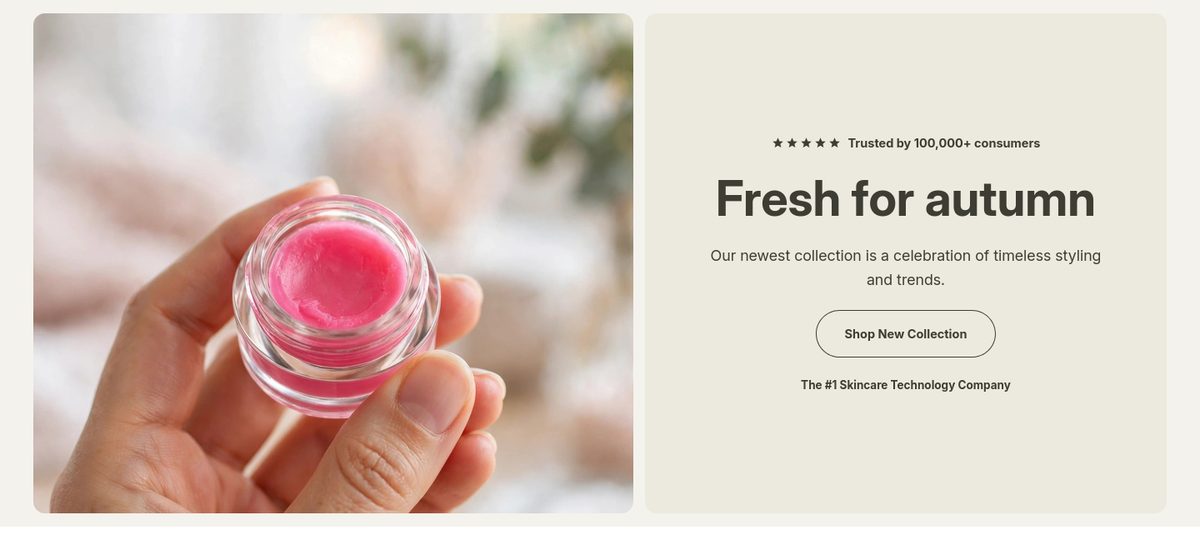 ★★★★★ Trusted by 100,000+ consumers
Fresh for autumn
Our newest collection is a celebration of timeless styling
and trends.
Shop New Collection
The #1 Skincare Technology Company